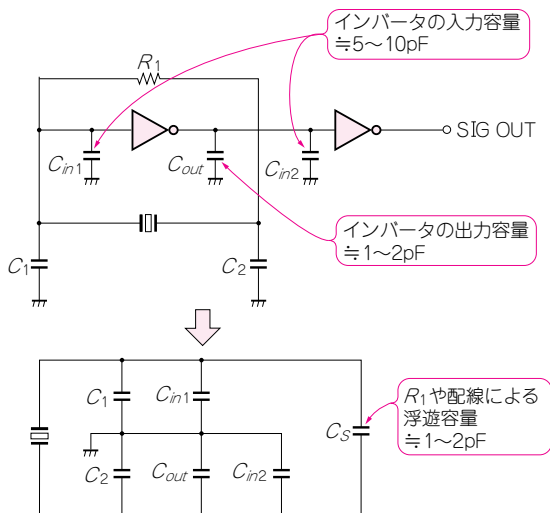 インバータの入力容量
≒5〜10pF
R1
SIG OUT
Cin1
Cout
Cin2
インバータの出力容量
≒1〜2pF
C1
C2
C1
Cin1
R1や配線による
浮遊容量
≒1〜2pF
CS
C2
Cout
Cin2